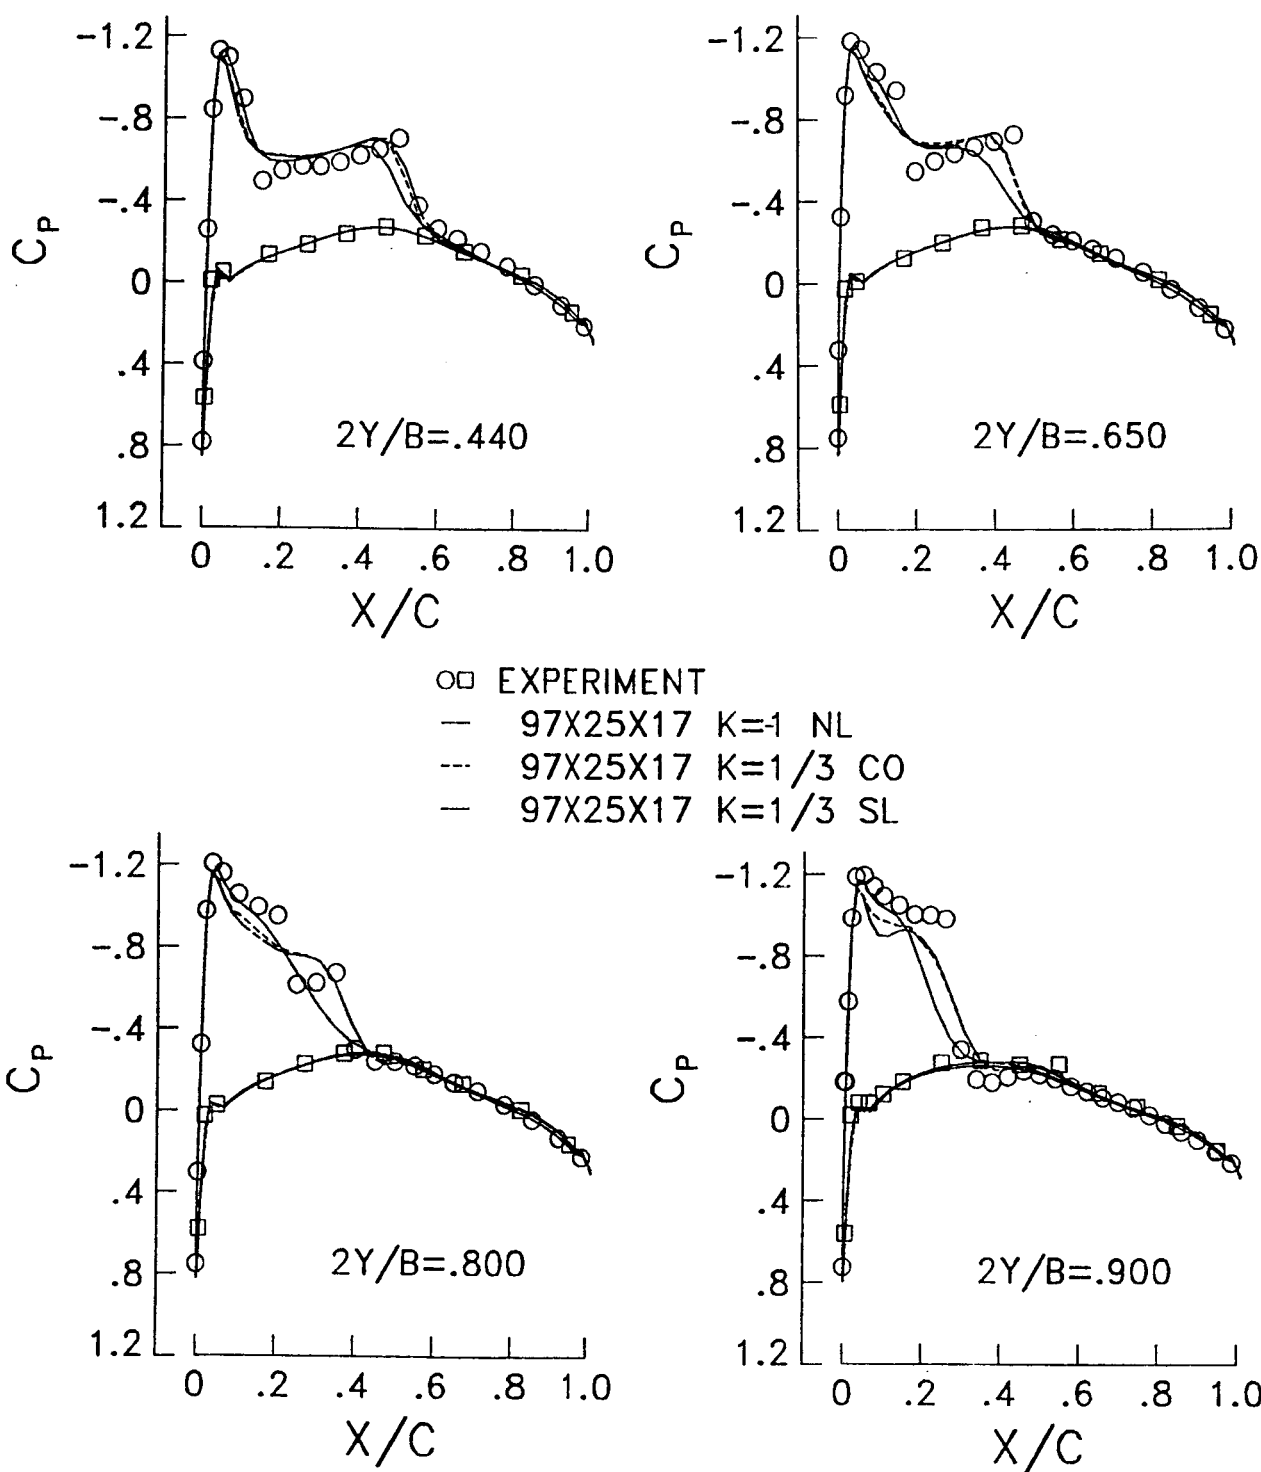 -1.2
-.8
-.4
0
.4
.8
1.2
CP
2Y/B=.440
0 .2 .4 .6 .8 1.0
X/C
-1.2
-.8
-.4
0
.4
.8
1.2
CP
2Y/B=.650
0 .2 .4 .6 .8 1.0
X/C
EXPERIMENT
97X25X17 K=-1 NL
97X25X17 K=1/3 CO
97X25X17 K=1/3 SL
-1.2
-.8
-.4
0
.4
.8
1.2
CP
2Y/B=.800
0 .2 .4 .6 .8 1.0
X/C
-1.2
-.8
-.4
0
.4
.8
1.2
CP
2Y/B=.900
0 .2 .4 .6 .8 1.0
X/C